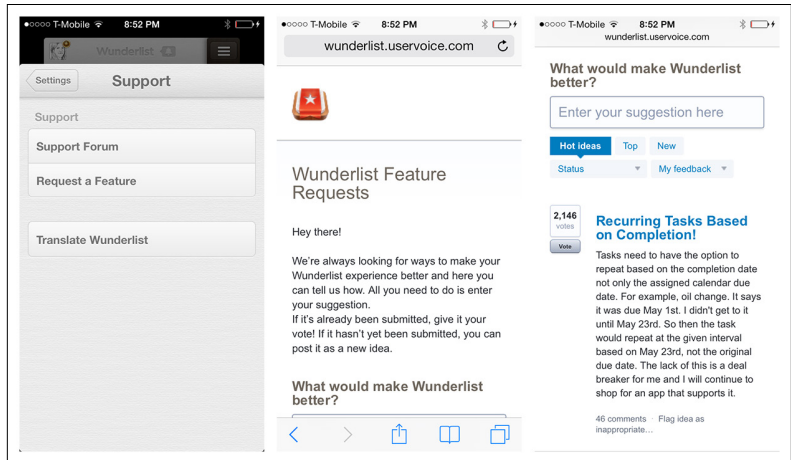 T-Mobile 8:52 PM
Wunderlist
Settings
Support
Support
Support Forum
Request a Feature
Translate Wunderlist
T-Mobile 8:52 PM
wunderlist.uservoice.com
Wunderlist Feature
Requests
Hey there!
We're always looking for ways to make your
Wunderlist experience better and here you
can tell us how. All you need to do is enter
your suggestion.
If it's already been submitted, give it your
vote! If it hasn't yet been submitted, you can
post it as a new idea.
What would make Wunderlist
better?
T-Mobile 8:52 PM
wunderlist.uservoice.com
What would make Wunderlist
better?
Enter your suggestion here
Hot ideas Top New
Status My feedback
2,146
votes
Vote
Recurring Tasks Based
on Completion!
Tasks need to have the option to
repeat based on the completion date
not only the assigned calendar due
date. For example, oil change. It says
it was due May 1st. I didn't get to it
until May 23rd. So then the task
would repeat at the given interval
based on May 23rd, not the original
due date. The lack of this is a deal
breaker for me and I will continue to
shop for an app that supports it.
46 comments · Flag idea as
inappropriate…